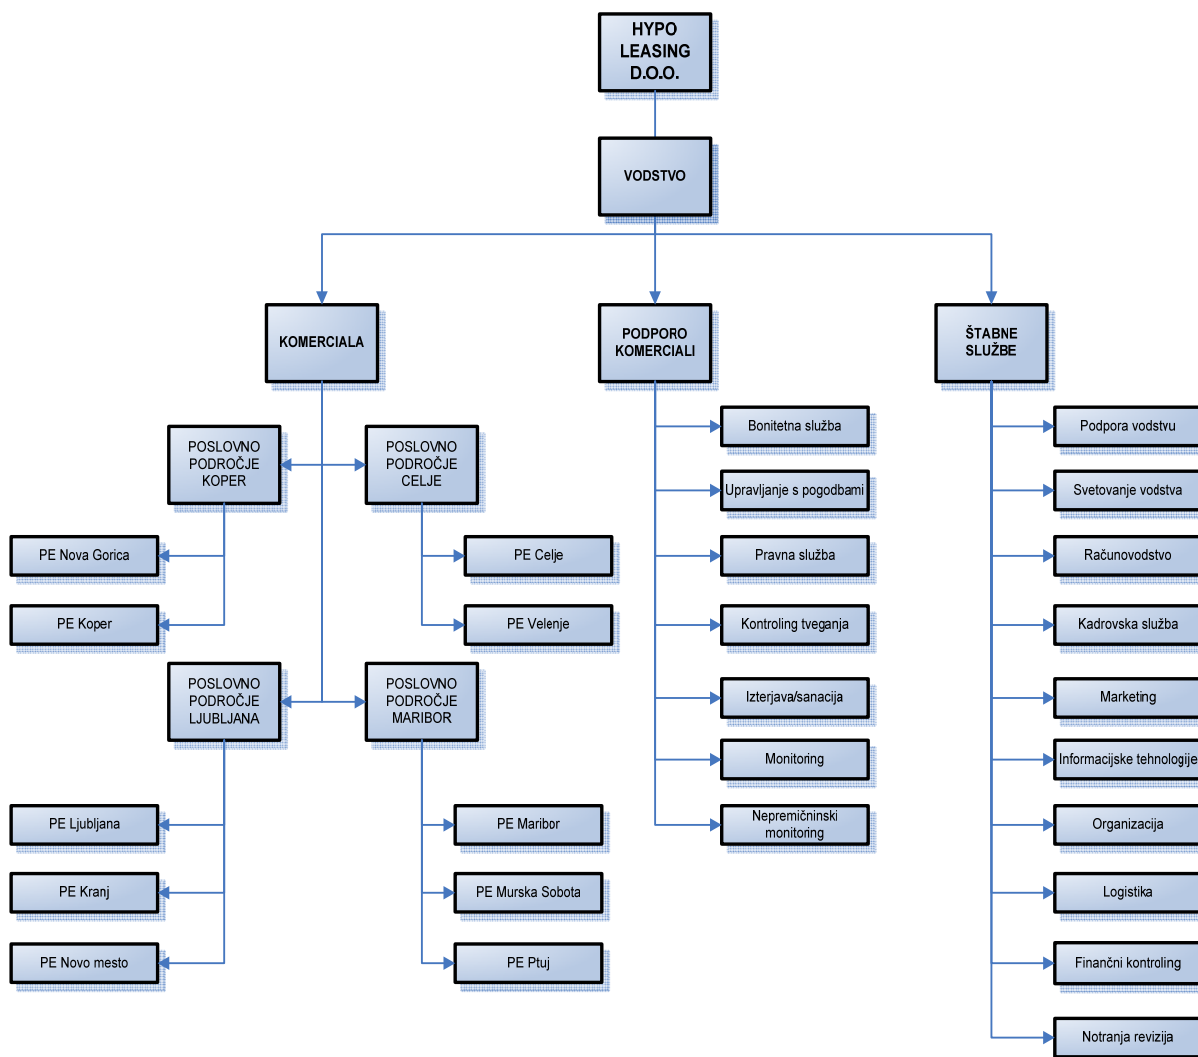 HYPO
LEASING
D.O.O.
VODSTVO
KOMERCIALA
PODPORO
KOMERCIALI
ŠTABNE
SLUŽBE
POSLOVNO
PODROČJE
KOPER
POSLOVNO
PODROČJE
CELJE
PE Nova Gorica
PE Koper
PE Celje
PE Velenje
POSLOVNO
PODROČJE
LJUBLJANA
POSLOVNO
PODROČJE
MARIBOR
PE Ljubljana
PE Kranj
PE Novo mesto
PE Maribor
PE Murska Sobota
PE Ptuj
Bonitetna služba
Upravljanje s pogodbami
Pravna služba
Kontroling tveganja
Izterjava/sanacija
Monitoring
Nepremičninski
monitoring
Podpora vodstvu
Svetovanje vodstva
Računovodstvo
Kadrovska služba
Marketing
Informacijske tehnologije
Organizacija
Logistika
Finančni kontroling
Notranja revizija